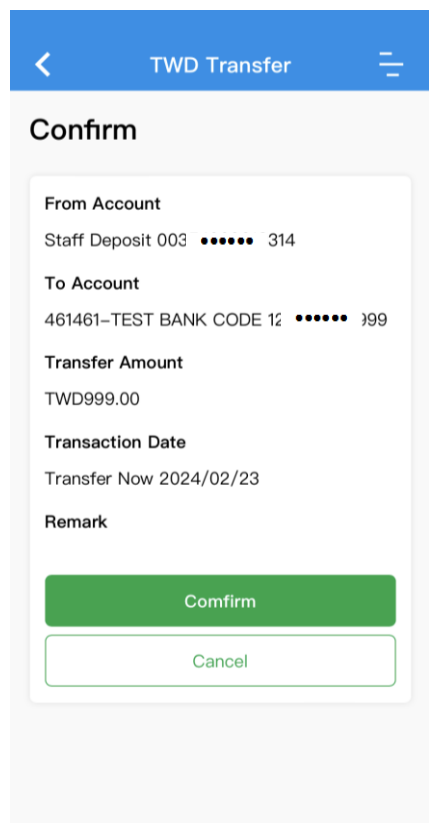 TWD Transfer
Confirm
From Account
Staff Deposit 003 •••••• 314
To Account
461461-TEST BANK CODE 12 •••••• 999
Transfer Amount
TWD999.00
Transaction Date
Transfer Now 2024/02/23
Remark
Comfirm
Cancel